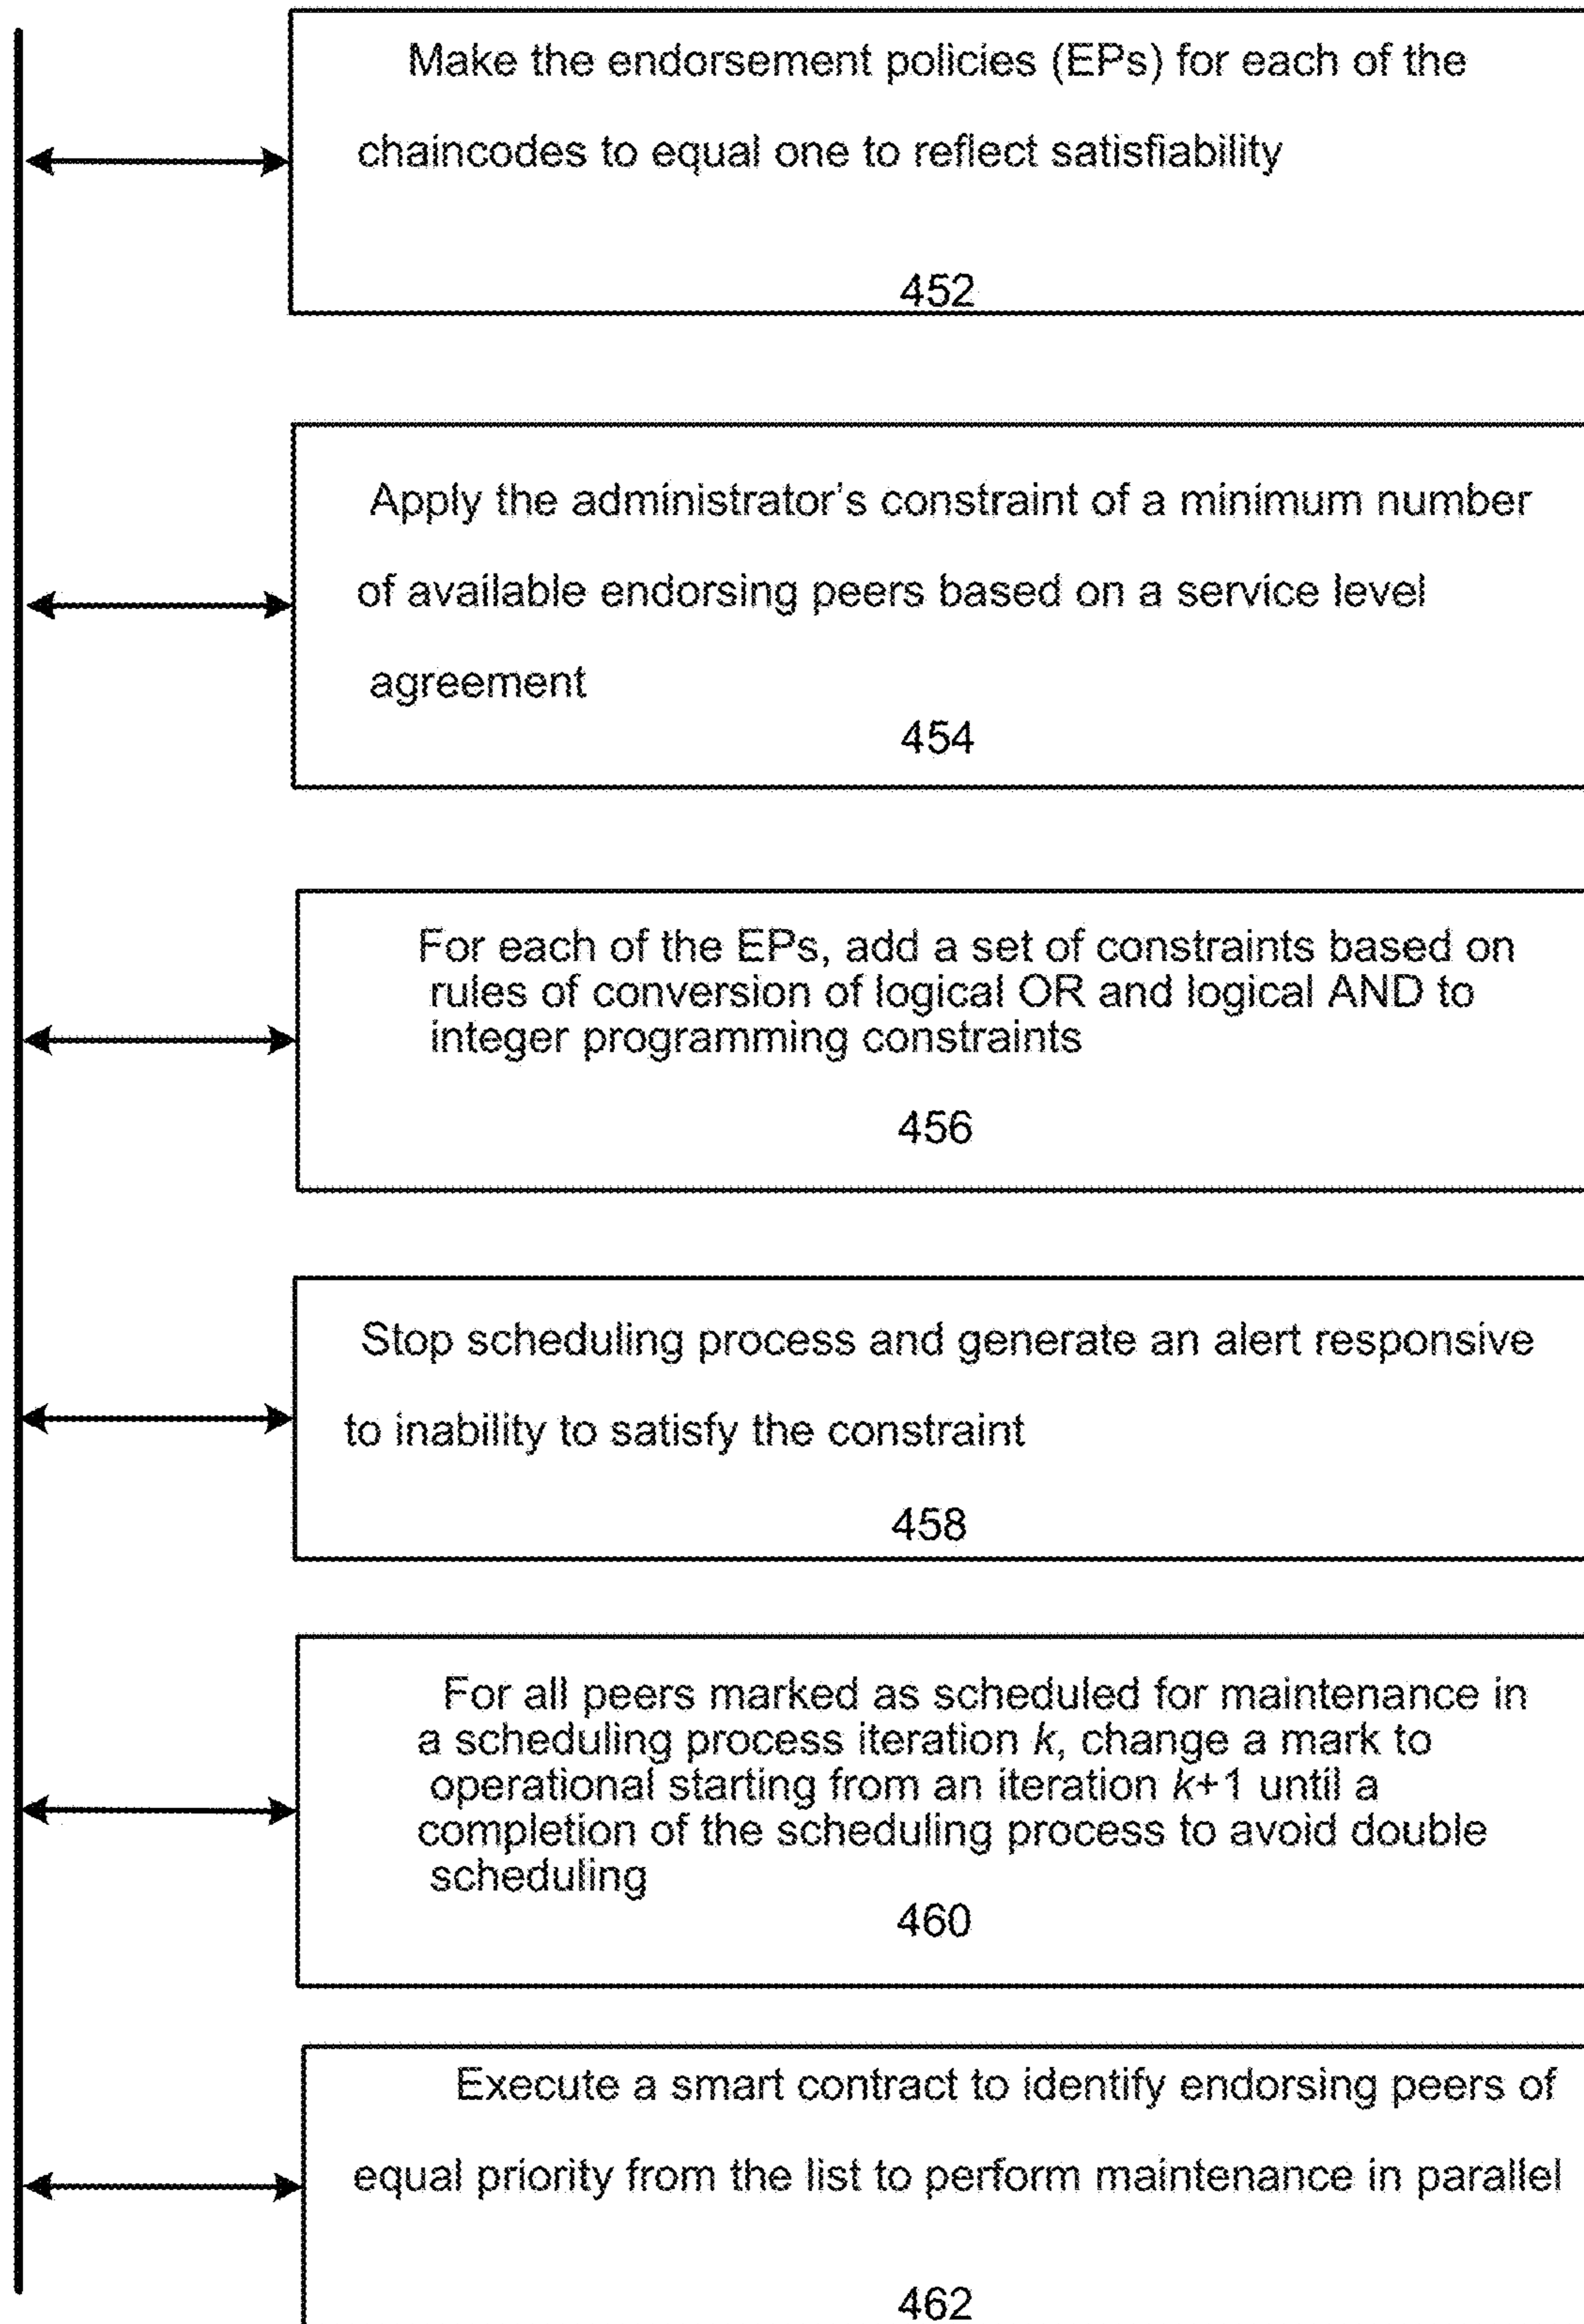 Make the endorsement policies (EPs) for each of the
chaincodes to equal one to reflect satisfiability
452
Apply the administrator's constraint of a minimum number
of available endorsing peers based on a service level
agreement
454
For each of the EPs, add a set of constraints based on
rules of conversion of logical OR and logical AND to
integer programming constraints
456
Stop scheduling process and generate an alert responsive
to inability to satisfy the constraint
458
For all peers marked as scheduled for maintenance in
a scheduling process iteration k, change a mark to
operational starting from an iteration k+1 until a
completion of the scheduling process to avoid double
scheduling
460
Execute a smart contract to identify endorsing peers of
equal priority from the list to perform maintenance in parallel
462